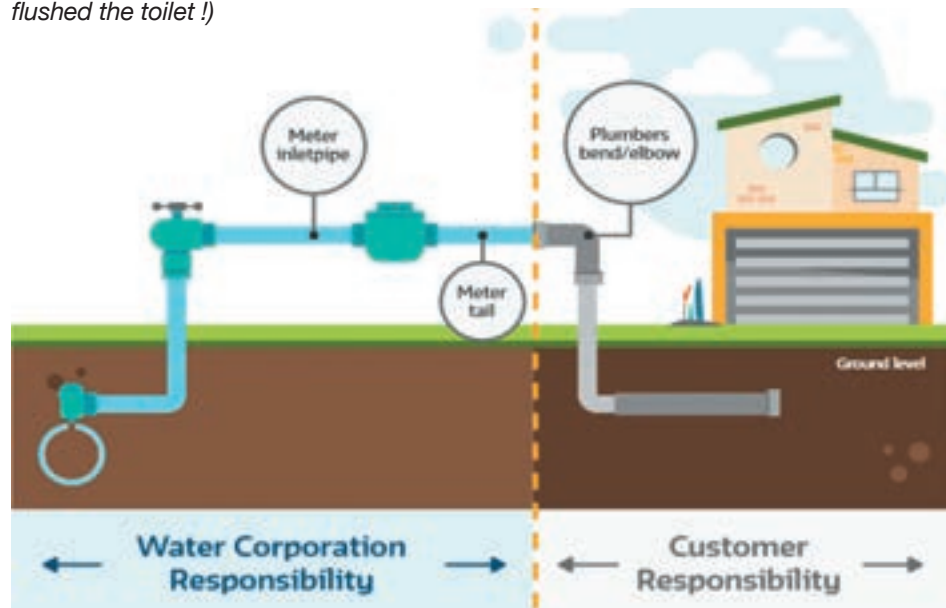 flushed the toilet !)
Meter
inletpipe
Plumbers
bend/elbow
Meter
tail
Ground level
Water Corporation
Responsibility
Customer
Responsibility